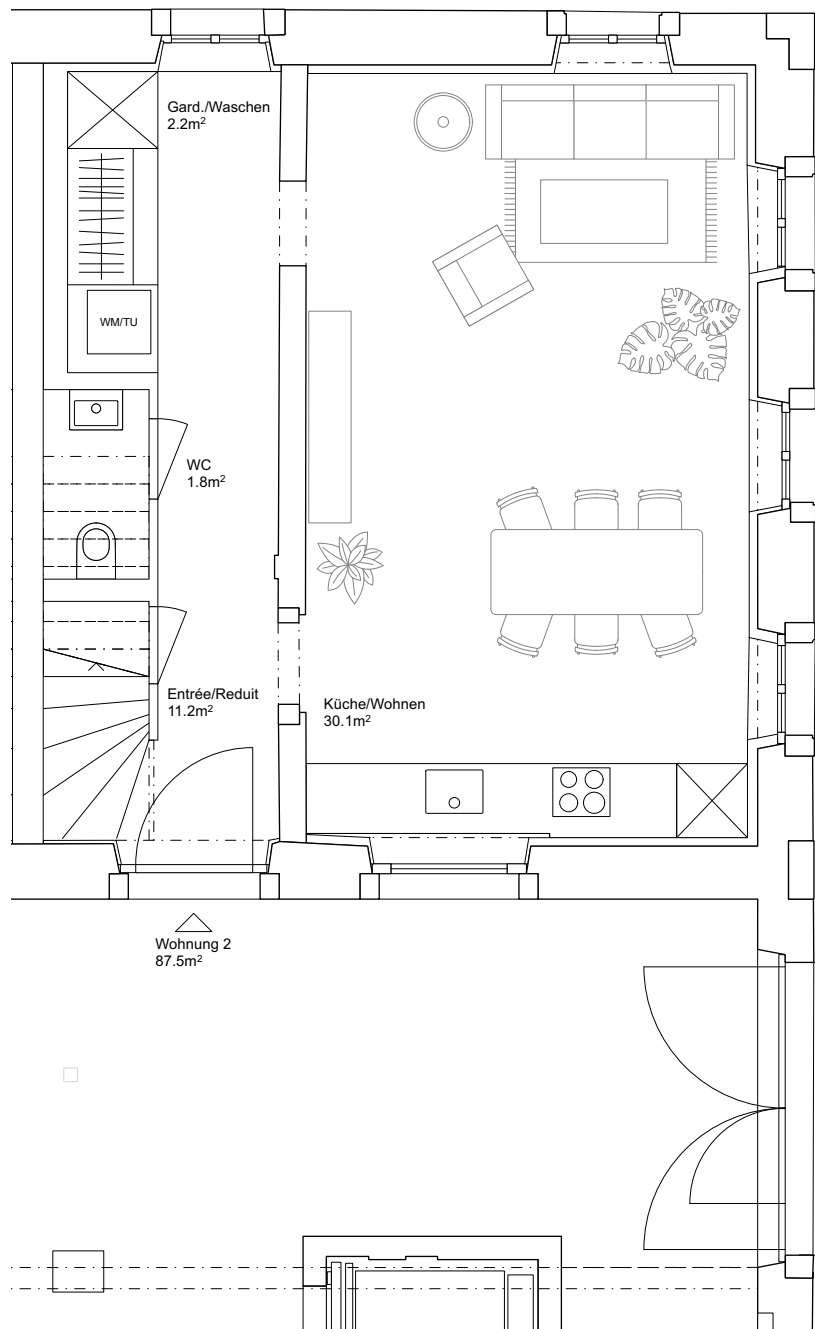 Gard./Waschen
2.2m²
WM/TU
WC
1.8m²
Entrée/Reduit
11.2m²
Küche/Wohnen
30.1m²
Wohnung 2
87.5m²